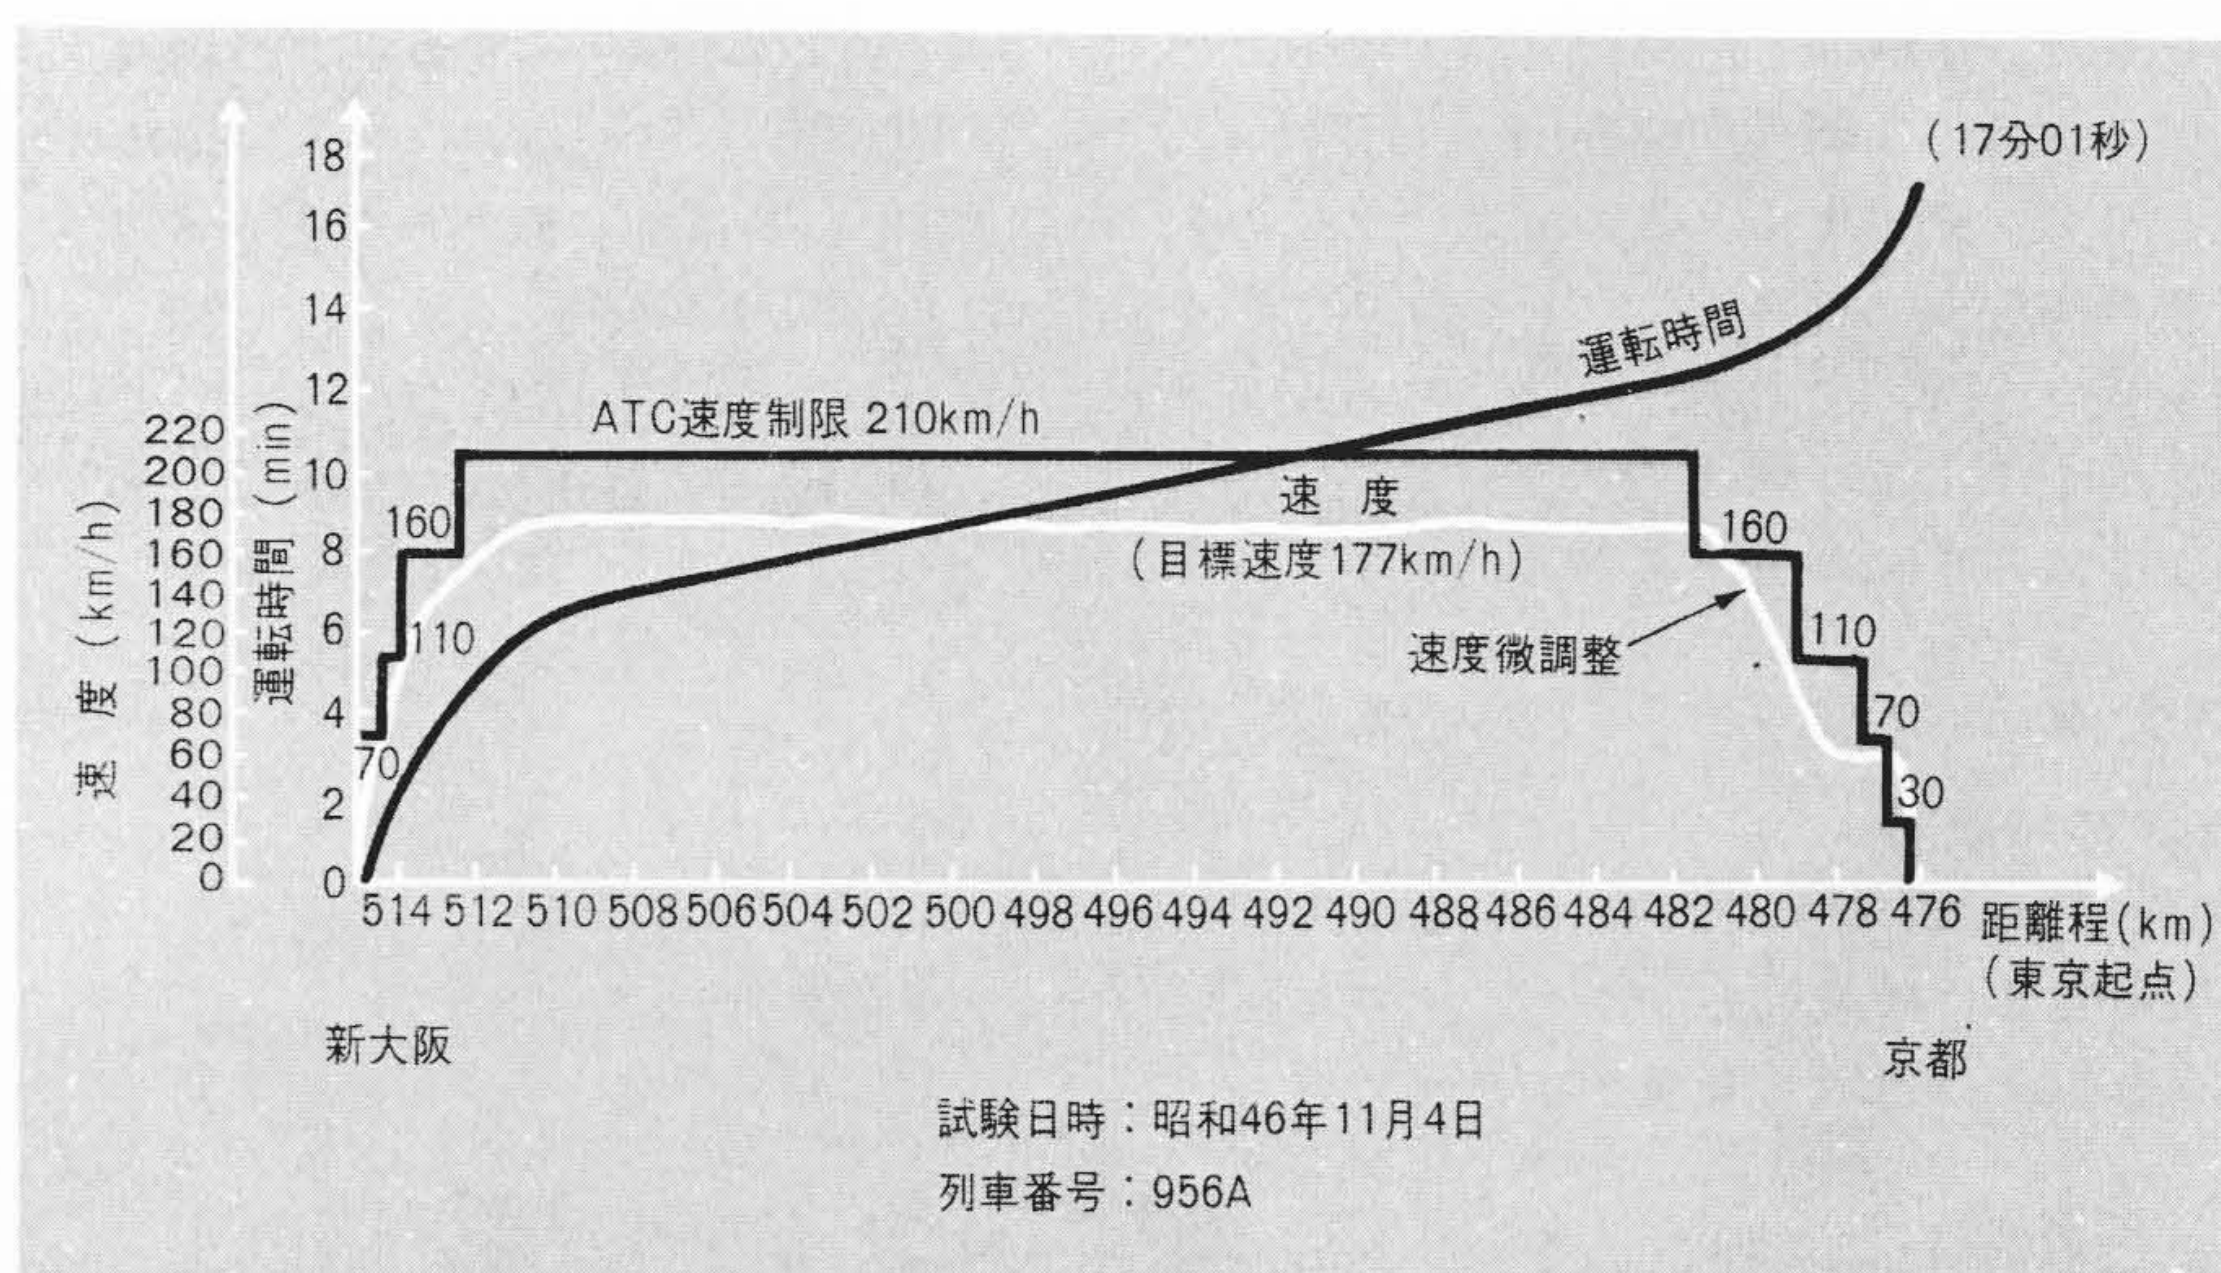 (17分01秒)
18
16
14
12
10
8
6
4
2
0
運転時間 (min)
220
200
180
160
140
120
100
80
60
40
20
0
速 度 (km/h)
運転時間
ATC速度制限 210km/h
速 度
(目標速度177km/h)
速度微調整
160
110
70
160
110
70
30
514 512 510 508 506 504 502 500 498 496 494 492 490 488 486 484 482 480 478 476 距離程(km)
(東京起点)
新大阪
京都
試験日時:昭和46年11月4日
列車番号:956A